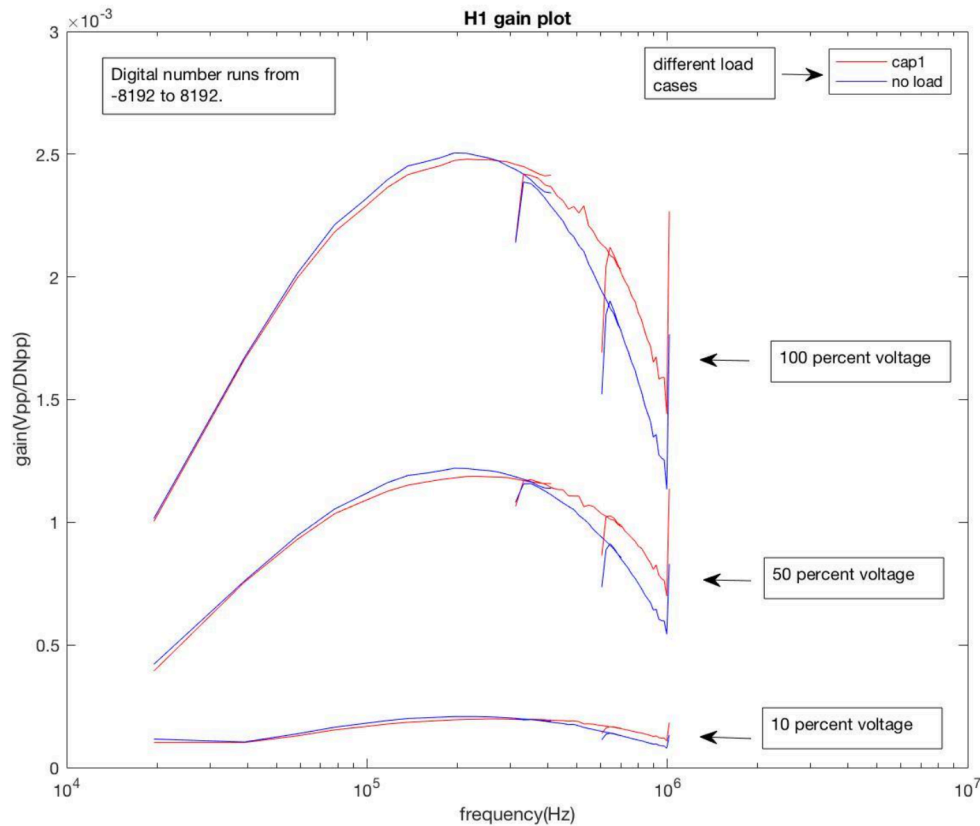 H1 gain plot
×10⁻³
3
2.5
2
1.5
1
0.5
0
gain(Vpp/DNpp)
10⁴
10⁵
10⁶
10⁷
frequency(Hz)
Digital number runs from
-8192 to 8192.
different load
cases
cap1
no load
100 percent voltage
50 percent voltage
10 percent voltage